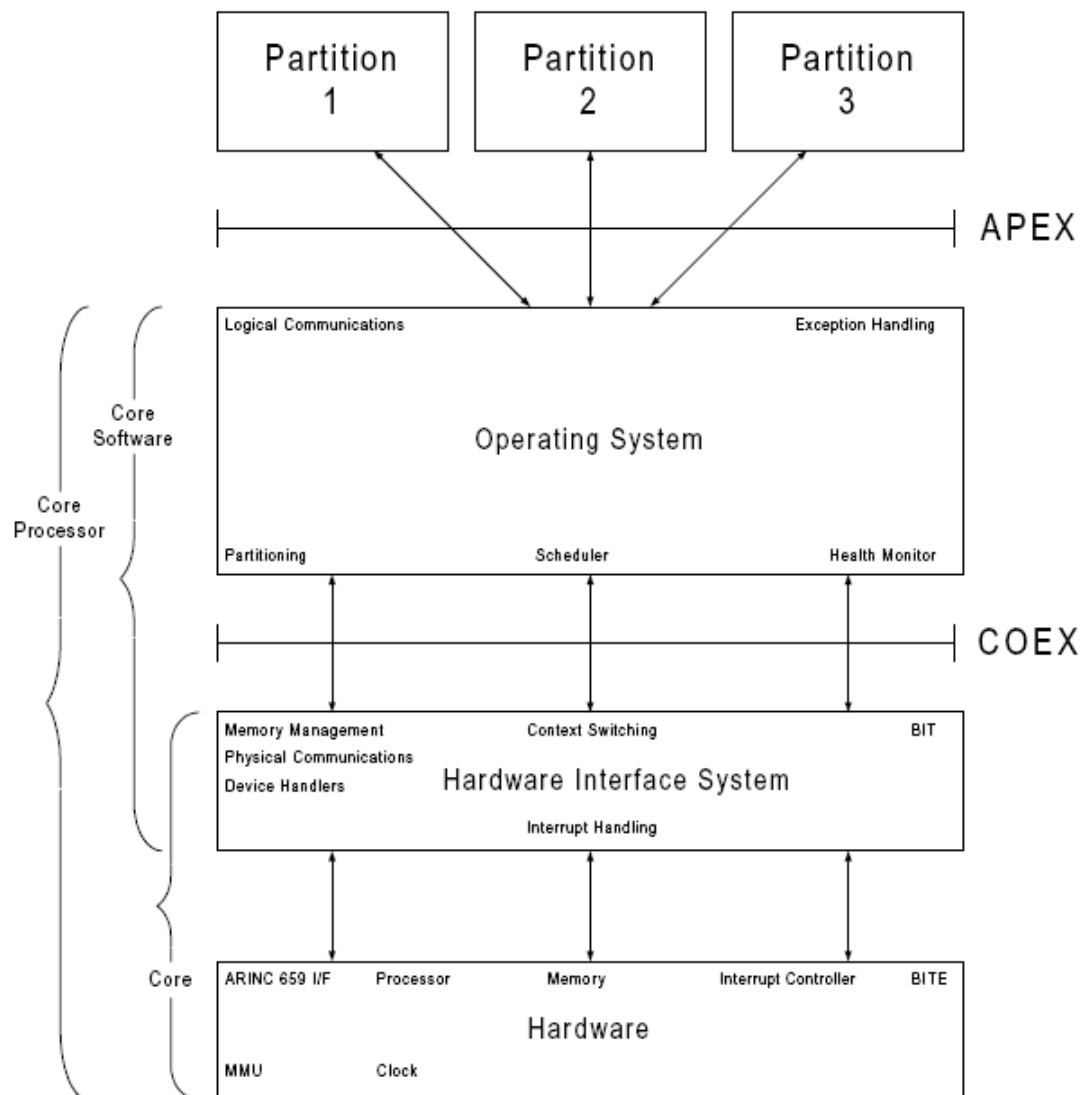 Partition
1
Partition
2
Partition
3
APEX
Logical Communications
Exception Handling
Core
Software
Operating System
Core
Processor
Partitioning
Scheduler
Health Monitor
COEX
Memory Management
Context Switching
BIT
Physical Communications
Device Handlers
Hardware Interface System
Interrupt Handling
Core
ARINC 659 I/F
Processor
Memory
Interrupt Controller
BITE
Hardware
MMU
Clock